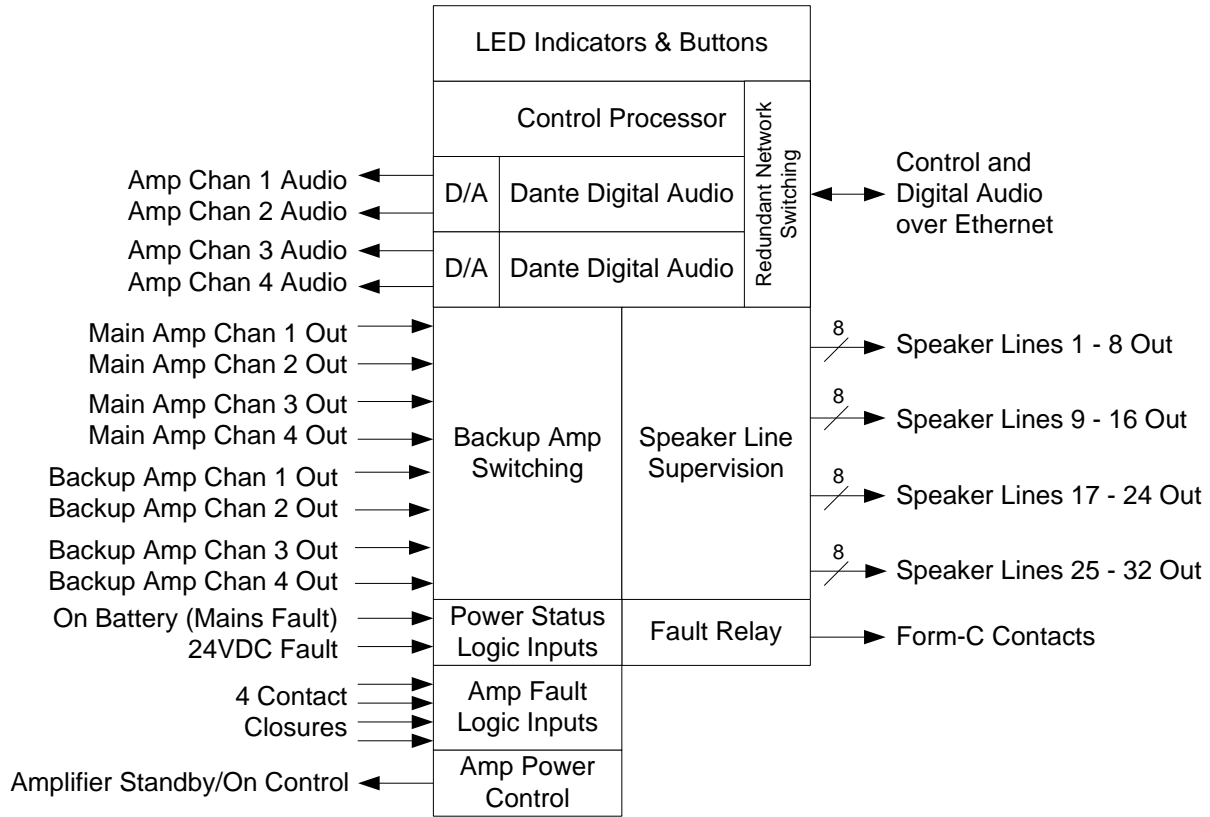 LED Indicators & Buttons
Control Processor
Redundant Network
Switching
Amp Chan 1 Audio
Amp Chan 2 Audio
D/A
Dante Digital Audio
Control and
Digital Audio
over Ethernet
Amp Chan 3 Audio
Amp Chan 4 Audio
D/A
Dante Digital Audio
Main Amp Chan 1 Out
Main Amp Chan 2 Out
Main Amp Chan 3 Out
Main Amp Chan 4 Out
Backup Amp Chan 1 Out
Backup Amp Chan 2 Out
Backup Amp Chan 3 Out
Backup Amp Chan 4 Out
Backup Amp
Switching
Speaker Line
Supervision
8
Speaker Lines 1 - 8 Out
8
Speaker Lines 9 - 16 Out
8
Speaker Lines 17 - 24 Out
8
Speaker Lines 25 - 32 Out
On Battery (Mains Fault)
24VDC Fault
Power Status
Logic Inputs
Fault Relay
Form-C Contacts
4 Contact
Closures
Amp Fault
Logic Inputs
Amplifier Standby/On Control
Amp Power
Control